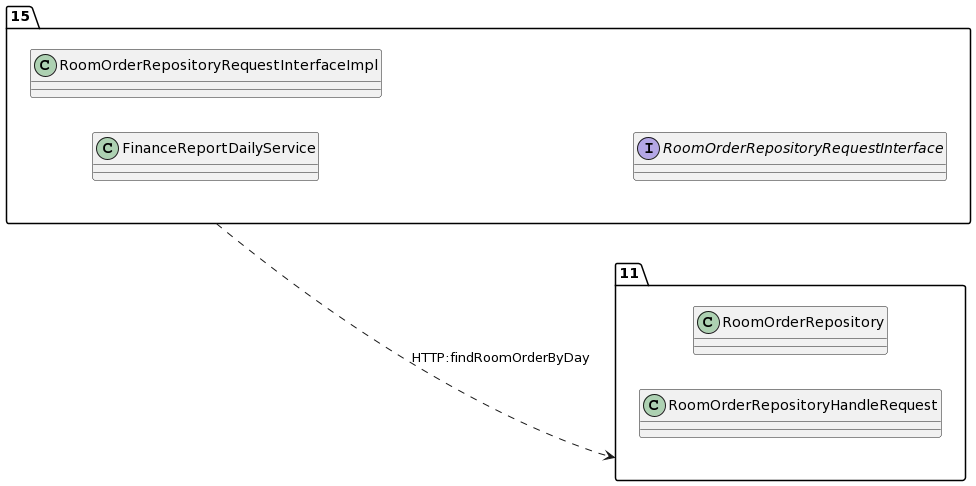 15
C RoomOrderRepositoryRequestInterfaceImpl
C FinanceReportDailyService
I RoomOrderRepositoryRequestInterface
11
C RoomOrderRepository
HTTP:findRoomOrderByDay
C RoomOrderRepositoryHandleRequest